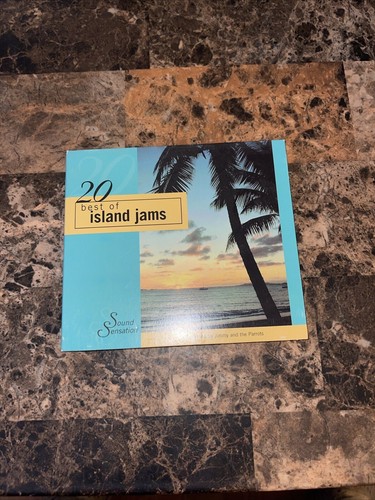 20
best of
island jams
Sound
Sensation
and the Parrots